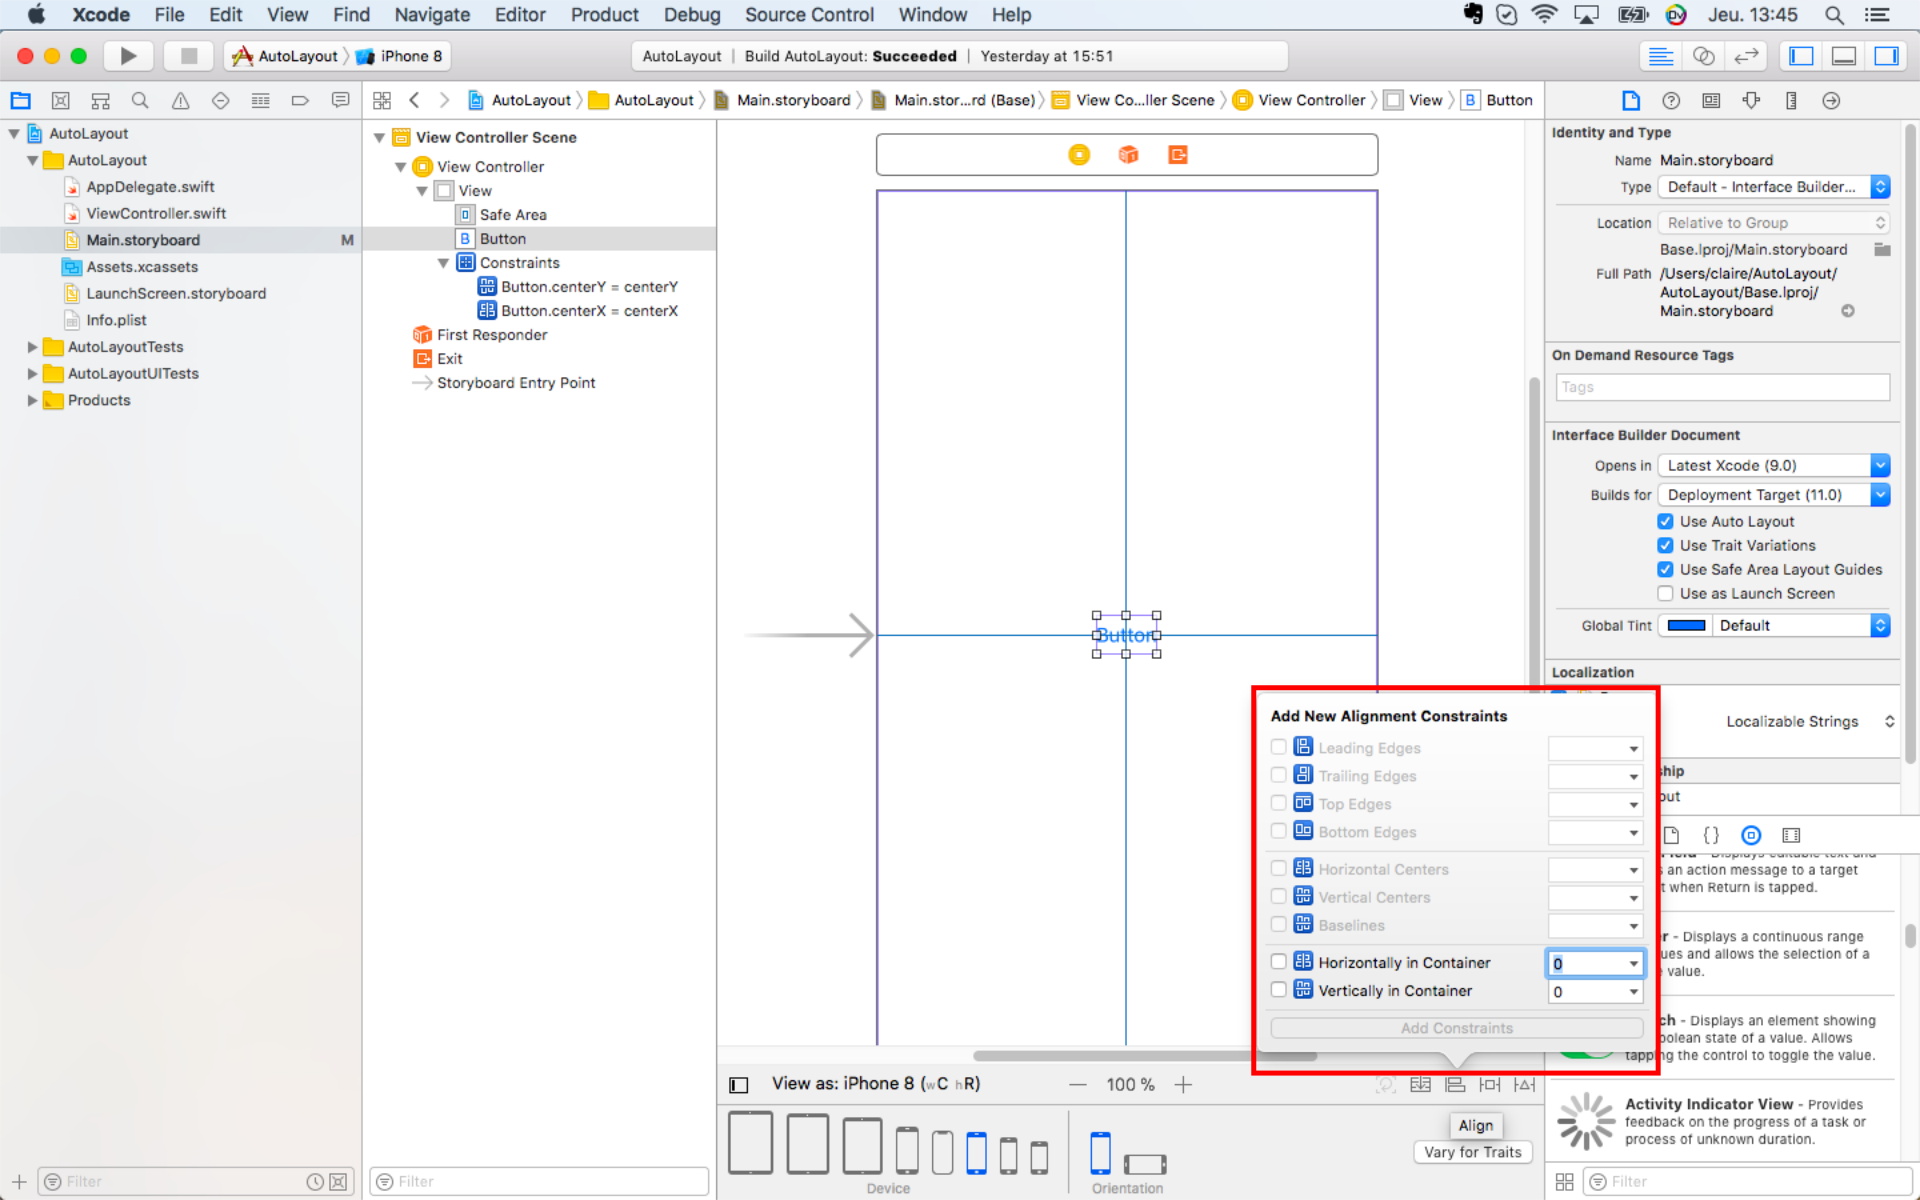 Xcode File Edit View Find Navigate Editor Product Debug Source Control Window Help Jeu. 13:45
AutoLayout iPhone 8 AutoLayout | Build AutoLayout: Succeeded | Yesterday at 15:51
AutoLayout AutoLayout Main.storyboard Main.stor...rd (Base) View Co...ller Scene View Controller View B Button
AutoLayout
AutoLayout
AppDelegate.swift
ViewController.swift
Main.storyboard M
Assets.xcassets
LaunchScreen.storyboard
Info.plist
AutoLayoutTests
AutoLayoutUITests
Products
Filter
View Controller Scene
View Controller
View
Safe Area
B Button
Constraints
Button.centerY = centerY
Button.centerX = centerX
First Responder
Exit
Storyboard Entry Point
Filter
Button
Add New Alignment Constraints
Leading Edges
Trailing Edges
Top Edges
Bottom Edges
Horizontal Centers
Vertical Centers
Baselines
Horizontally in Container 0
Vertically in Container 0
Add Constraints
View as: iPhone 8 (wC hR) — 100 % +
Align
Vary for Traits
Device Orientation
Identity and Type
Name Main.storyboard
Type Default - Interface Builder...
Location Relative to Group
Base.lproj/Main.storyboard
Full Path /Users/claire/AutoLayout/
AutoLayout/Base.lproj/
Main.storyboard
On Demand Resource Tags
Tags
Interface Builder Document
Opens in Latest Xcode (9.0)
Builds for Deployment Target (11.0)
Use Auto Layout
Use Trait Variations
Use Safe Area Layout Guides
Use as Launch Screen
Global Tint Default
Localization
Localizable Strings
ship
out
{}
- Displays editable text and
an action message to a target
when Return is tapped.
r - Displays a continuous range
ues and allows the selection of a
value.
ch - Displays an element showing
olean state of a value. Allows
tapping the control to toggle the value.
Activity Indicator View - Provides
feedback on the progress of a task or
process of unknown duration.
Filter